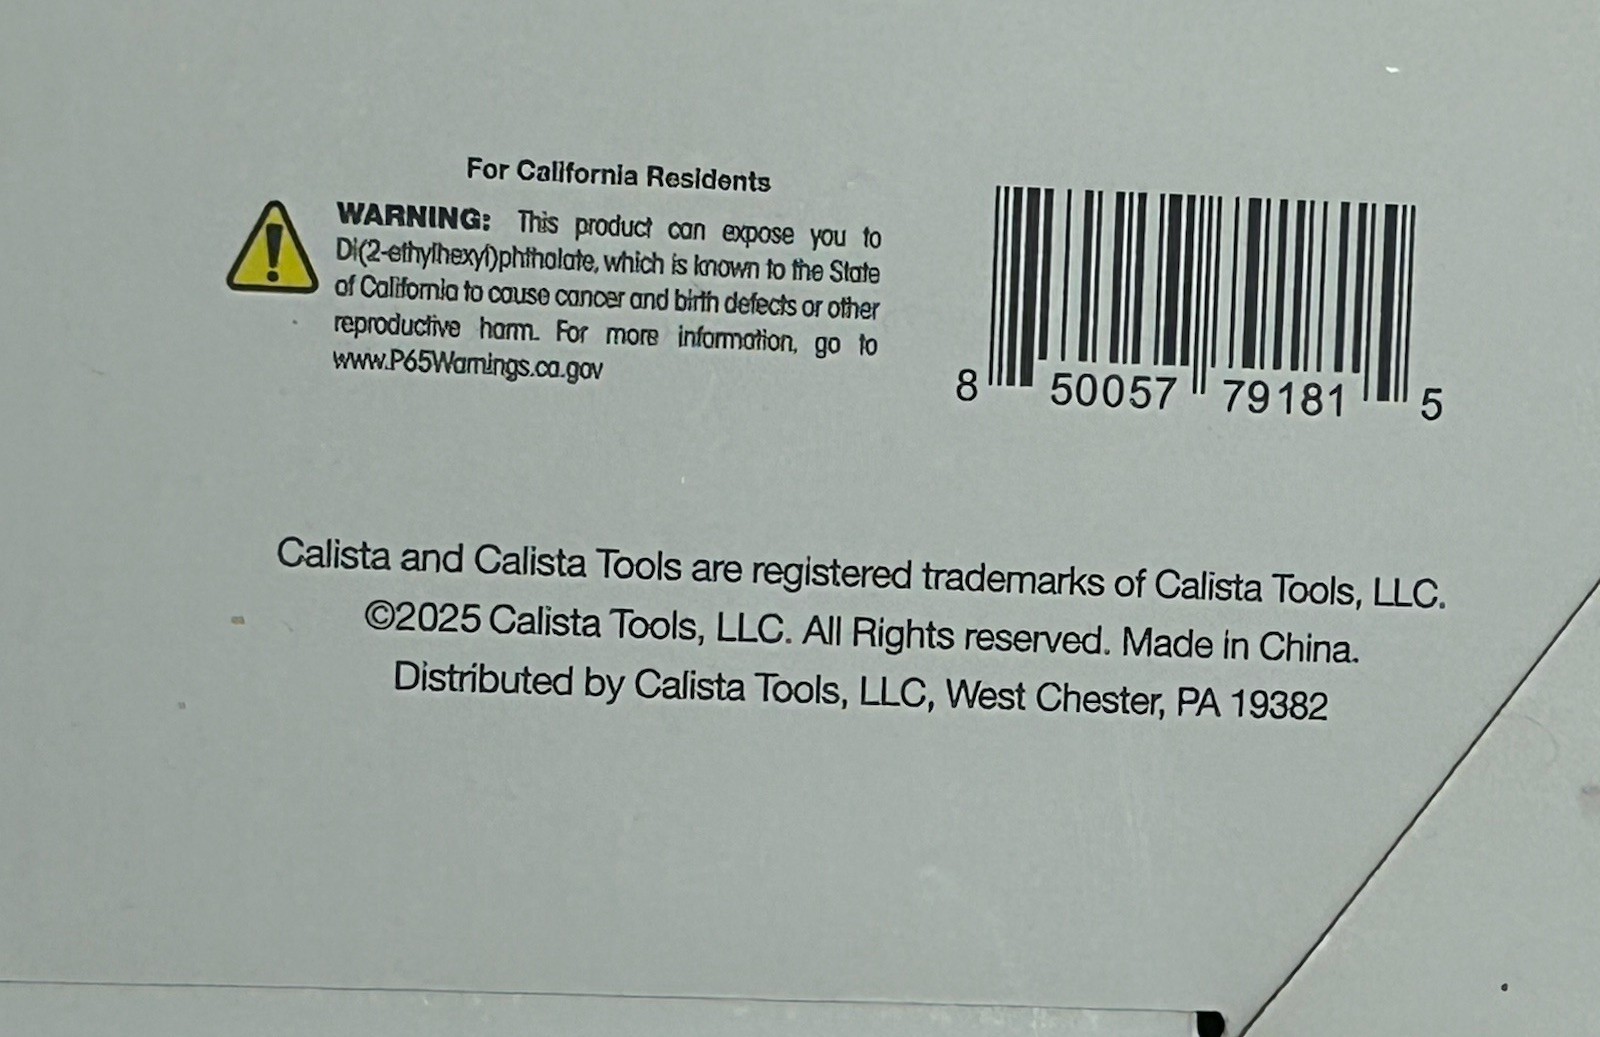 For California Residents
WARNING: This product can expose you to
Di(2-ethylhexyl)phthalate, which is known to the State
of California to cause cancer and birth defects or other
reproductive harm. For more information, go to
www.P65Warnings.ca.gov
8 50057 79181 5
Calista and Calista Tools are registered trademarks of Calista Tools, LLC.
©2025 Calista Tools, LLC. All Rights reserved. Made in China.
Distributed by Calista Tools, LLC, West Chester, PA 19382